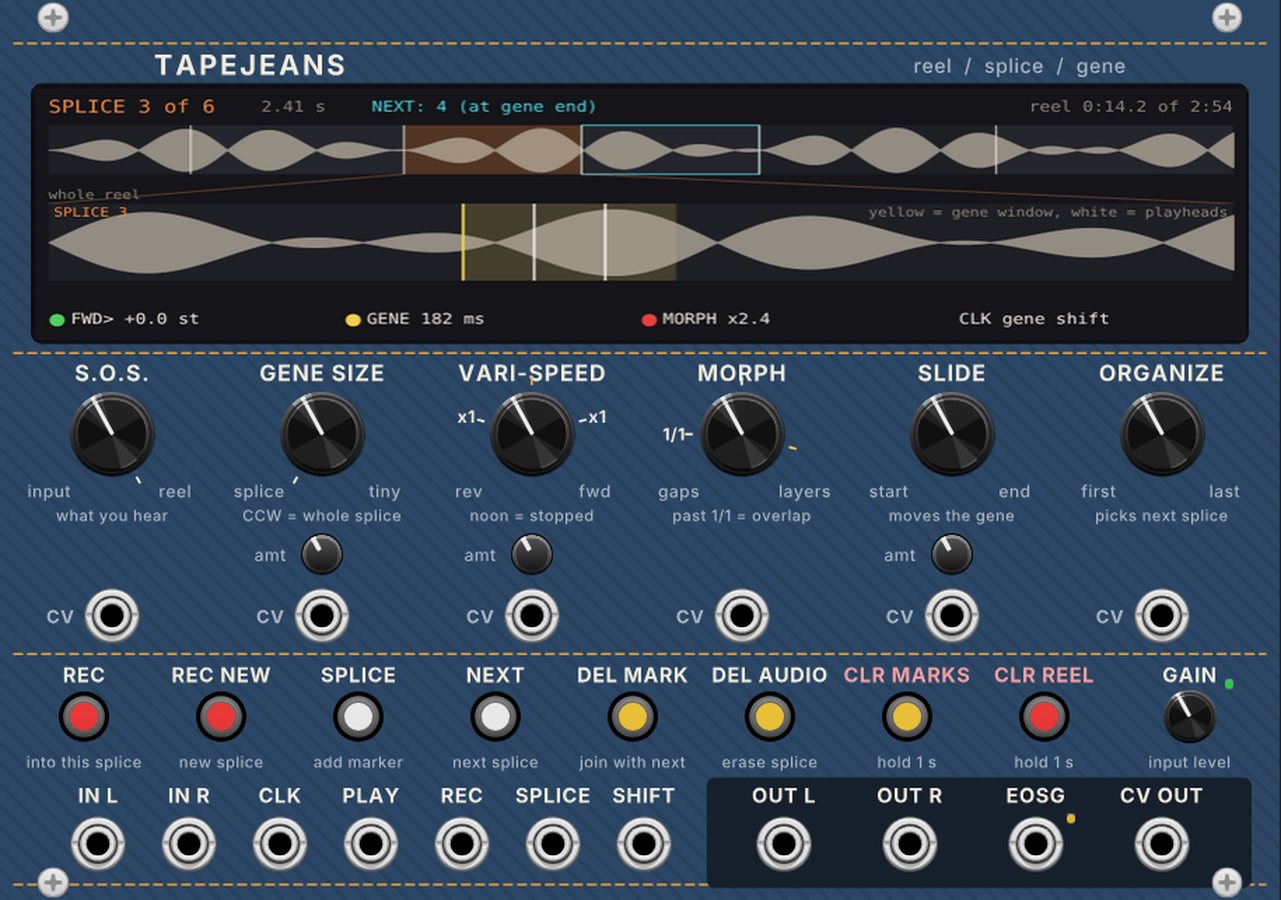 TAPEJEANS
reel / splice / gene
SPLICE 3 of 6 2.41 s NEXT: 4 (at gene end) reel 0:14.2 of 2:54
whole reel
SPLICE 3 yellow = gene window, white = playheads
FWD> +0.0 st GENE 182 ms MORPH x2.4 CLK gene shift
S.O.S. GENE SIZE VARI-SPEED MORPH SLIDE ORGANIZE
x1 x1 1/1
input reel splice tiny rev fwd gaps layers start end first last
what you hear CCW = whole splice noon = stopped past 1/1 = overlap moves the gene picks next splice
amt amt amt
CV CV CV CV CV CV
REC REC NEW SPLICE NEXT DEL MARK DEL AUDIO CLR MARKS CLR REEL GAIN
into this splice new splice add marker next splice join with next erase splice hold 1 s hold 1 s input level
IN L IN R CLK PLAY REC SPLICE SHIFT OUT L OUT R EOSG CV OUT